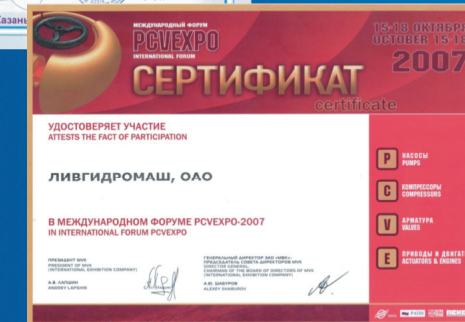 Казань
МЕЖДУНАРОДНЫЙ ФОРУМ
PCVEXPO
INTERNATIONAL FORUM
15-18 ОКТЯБРЯ
OCTOBER 15-18
2007
СЕРТИФИКАТ
certificate
УДОСТОВЕРЯЕТ УЧАСТИЕ
ATTESTS THE FACT OF PARTICIPATION
ЛИВГИДРОМАШ, ОАО
В МЕЖДУНАРОДНОМ ФОРУМЕ PCVEXPO-2007
IN INTERNATIONAL FORUM PCVEXPO
P НАСОСЫ
PUMPS
C КОМПРЕССОРЫ
COMPRESSORS
V АРМАТУРА
VALVES
E ПРИВОДЫ И ДВИГАТ
ACTUATORS & ENGINES
ПРЕЗИДЕНТ МVК
PRESIDENT OF MVK
(INTERNATIONAL EXHIBITION COMPANY)
А.В. ЛАПШИН
ANDREY LAPSHIN
ГЕНЕРАЛЬНЫЙ ДИРЕКТОР ЗАО «МВК»
ПРЕДСЕДАТЕЛЬ СОВЕТА ДИРЕКТОРОВ MVK
DIRECTOR GENERAL,
CHAIRMAN OF THE BOARD OF DIRECTORS OF MVK
(INTERNATIONAL EXHIBITION COMPANY)
А.Ю. ШАБУРОВ
ALEXEY SHABUROV